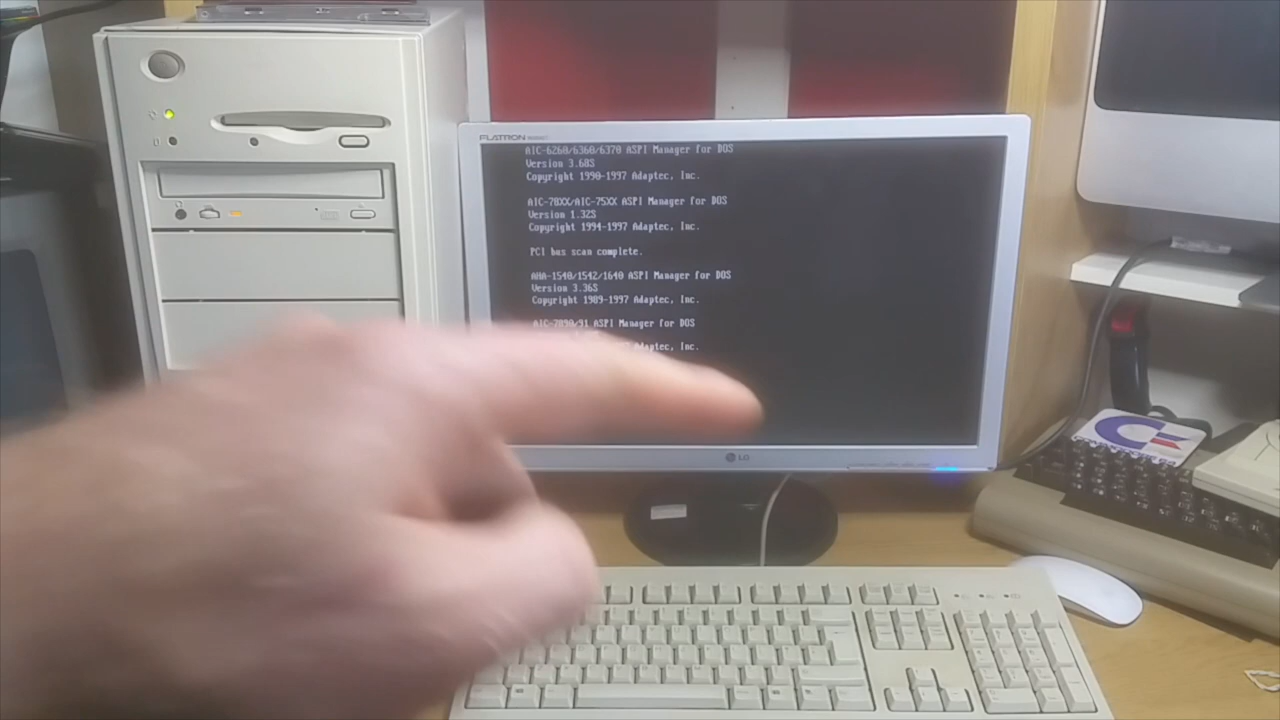 FLATRON
AIC-6260/6360/6370 ASPI Manager for DOS
Version 3.68S
Copyright 1990-1997 Adaptec, Inc.
AIC-78XX/AIC-75XX ASPI Manager for DOS
Version 1.32S
Copyright 1994-1997 Adaptec, Inc.
PCI bus scan complete.
AHA-1540/1542/1640 ASPI Manager for DOS
Version 3.36S
Copyright 1989-1997 Adaptec, Inc.
AIC-7890/91 ASPI Manager for DOS
Adaptec, Inc.
LG